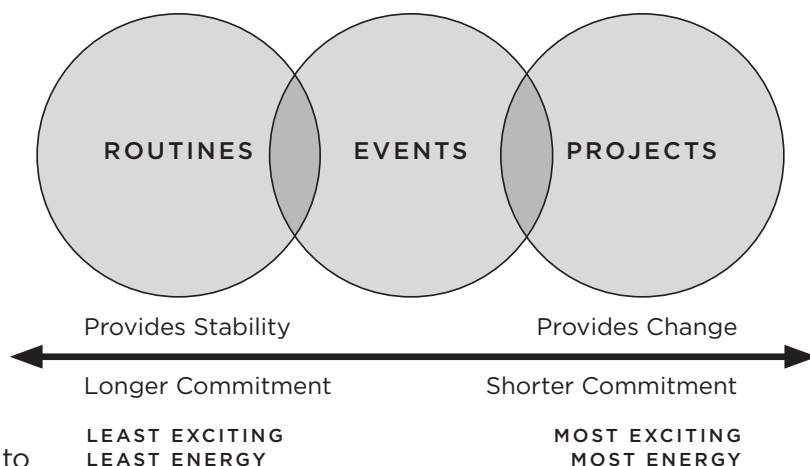 ROUTINES EVENTS PROJECTS
Provides Stability Provides Change
Longer Commitment Shorter Commitment
LEAST EXCITING MOST EXCITING
to LEAST ENERGY MOST ENERGY